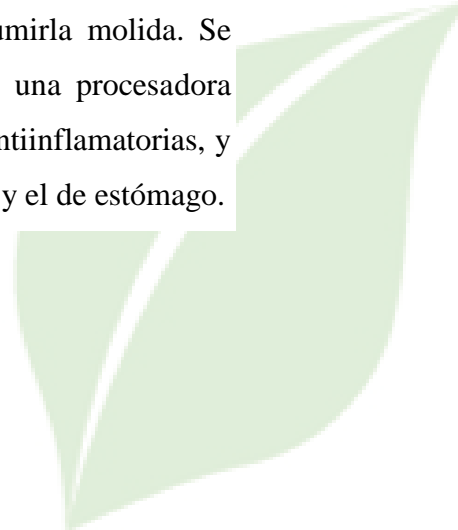 umirla molida. Se
una procesadora
ntiinflamatorias, y
y el de estómago.